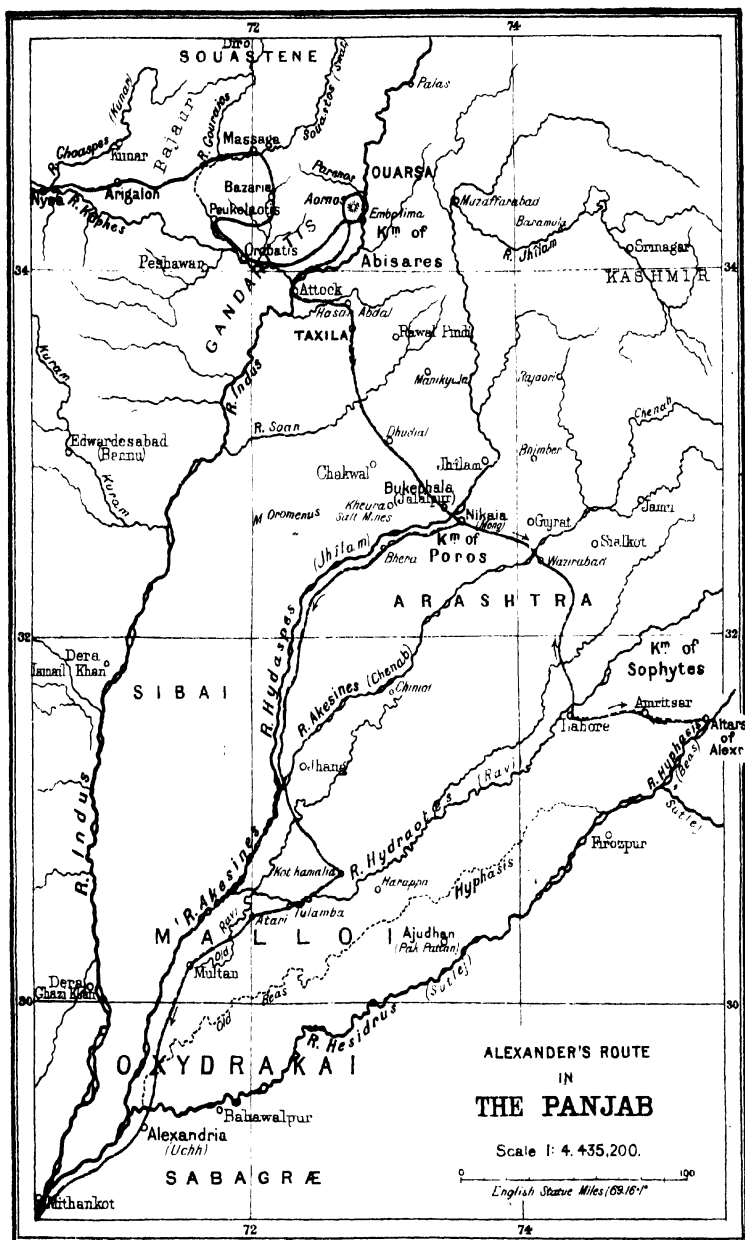 72
74
Diro
SOUASTENE
Palas
R. Choaspes (Kunar)
Kunar
Bajaur
R. Gouraios
Souastos (Swat)
Massaga
Parenos
OUARSA
Nysa
Arigaion
R. Kophes
Bazaria
Peukelaotis
Aornos
Embolima
Muzaffarabad
Baramula
Srinagar
R. Jhilam
KASHMIR
Km of
Abisares
Peshawar
Orobatis
GANDARITIS
34
34
Attock
Hasan Abdal
TAXILA
Rawal Pindi
Manikyala
Rajaori
Kuram
R. Indus
R. Soan
Dhudial
Chenab
Edwardesabad
(Bannu)
Chakwal
Jhilam
Bhimber
Kuram
Bukephala
(Jalalpur)
Kheura
Salt Mines
M Oromenus
Nikaia
(Mong)
Gujrat
Jamu
Sialkot
Wazirabad
Km of
Poros
(Jhilam)
Bhera
ARASHTRA
32
32
Dera
Ismail Khan
SIBAI
R. Hydaspes
R. Akesines (Chenab)
Chiniot
Km of
Sophytes
Lahore
Amritsar
Altars
of
Alexr
R. Hyphasis
(Beas)
Sutlej
Jhang
R. Indus
R. Hydraotes (Ravi)
Firozpur
Kot kamalia
R. Akesines
Harappa
Hyphasis
Ravi
Atari
Tulamba
MALLOI
Old
Multan
Ajudhan
(Pak Pattan)
Dera
Ghazi Khan
30
30
Old Beas
R. Hesidrus (Sutlej)
OXYDRAKAI
Bahawalpur
Alexandria
(Uchh)
SABAGRÆ
Mithankot
ALEXANDER'S ROUTE
IN
THE PANJAB
Scale 1: 4.435,200.
0 100
English Statue Miles (69·16·1°
72
74